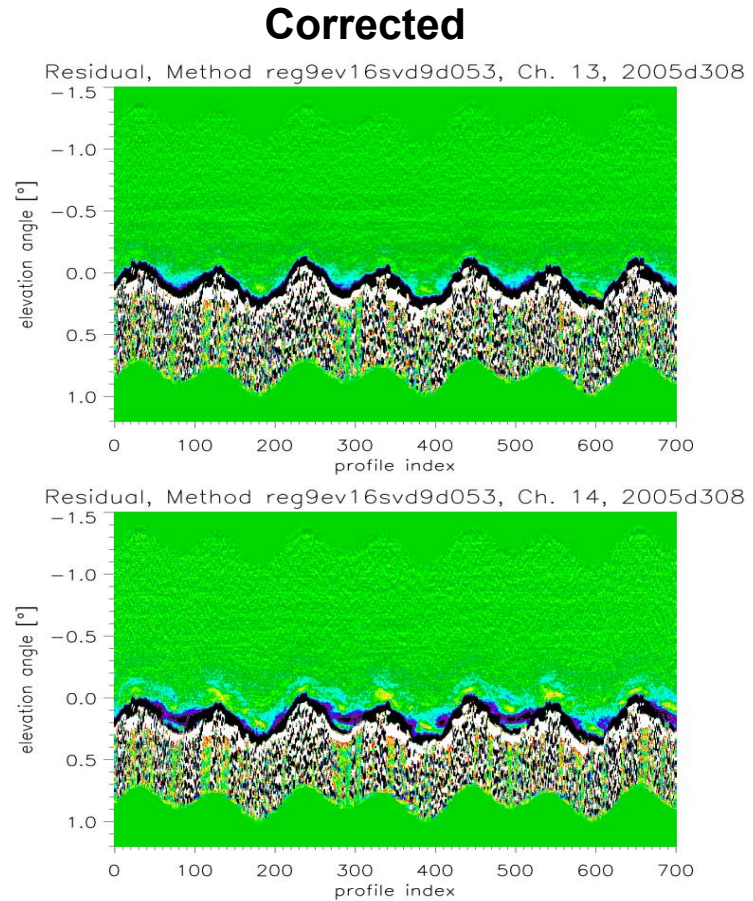 Corrected
Residual, Method reg9ev16svd9d053, Ch. 13, 2005d308
−1.5
−1.0
−0.5
0.0
0.5
1.0
elevation angle [°]
0 100 200 300 400 500 600 700
profile index
Residual, Method reg9ev16svd9d053, Ch. 14, 2005d308
−1.5
−1.0
−0.5
0.0
0.5
1.0
elevation angle [°]
0 100 200 300 400 500 600 700
profile index